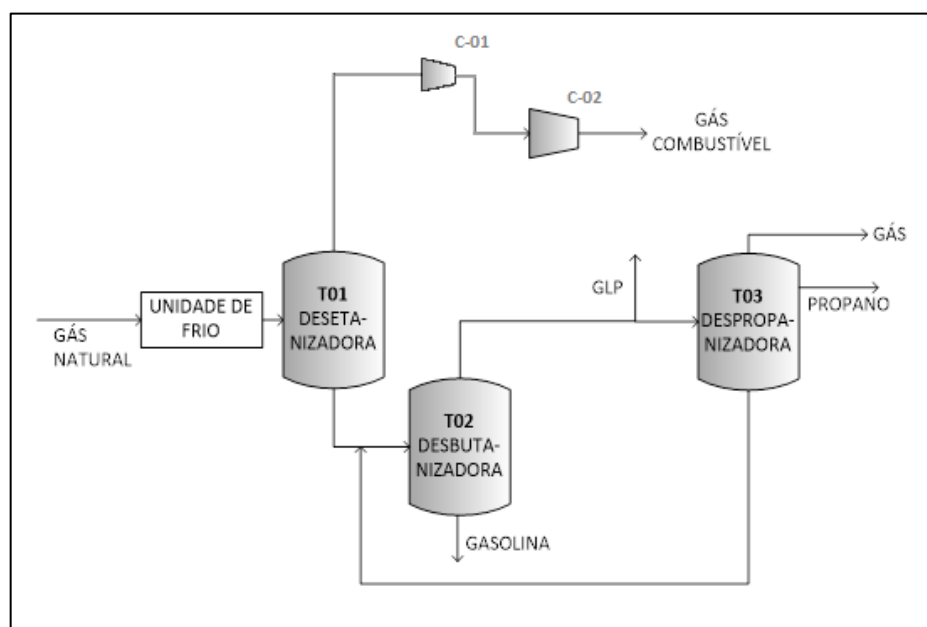 C-01
C-02
GÁS
COMBUSTÍVEL
GÁS
T01
DESETA-
NIZADORA
UNIDADE DE
FRIO
GÁS
NATURAL
GLP
T03
DESPROPA-
NIZADORA
PROPANO
T02
DESBUTA-
NIZADORA
GASOLINA